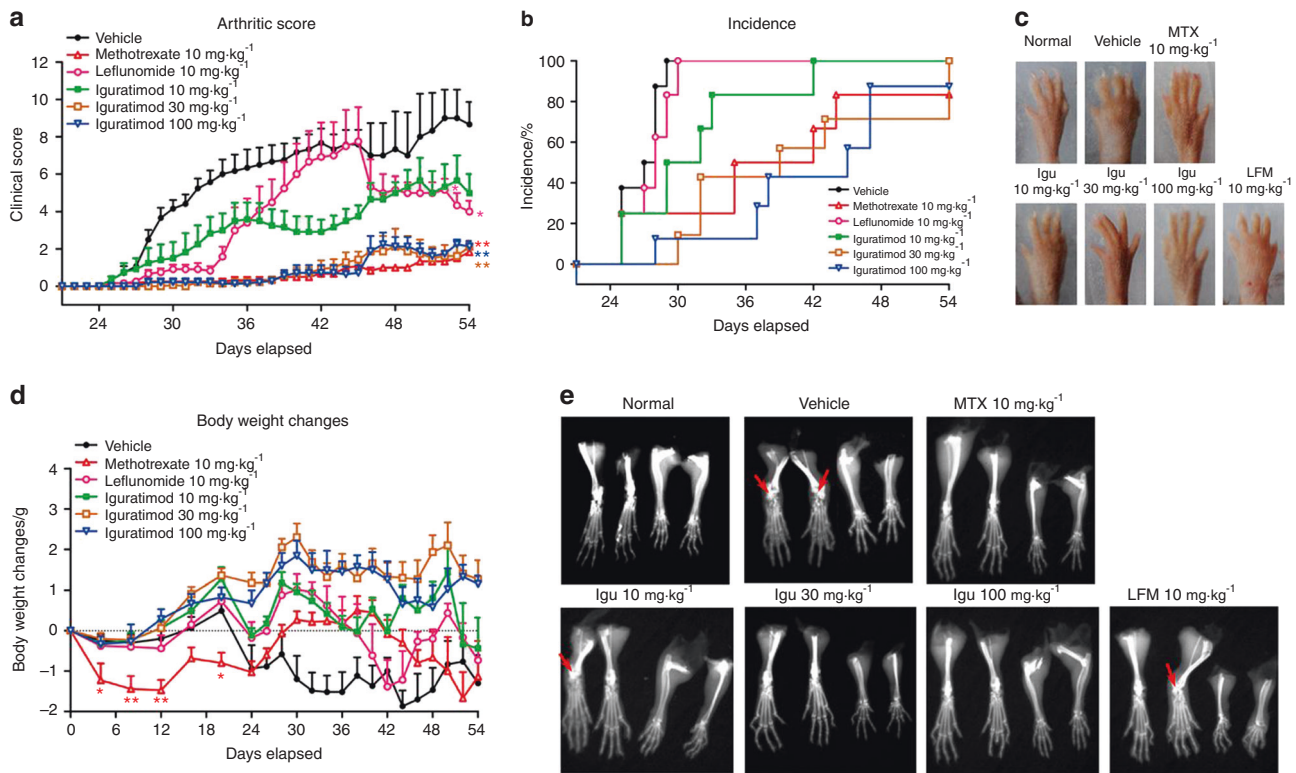 a
Arthritic score
Vehicle
Methotrexate 10 mg·kg⁻¹
Leflunomide 10 mg·kg⁻¹
Iguratimod 10 mg·kg⁻¹
Iguratimod 30 mg·kg⁻¹
Iguratimod 100 mg·kg⁻¹
Clinical score
12
10
8
6
4
2
0
*
*
**
**
**
24 30 36 42 48 54
Days elapsed
b
Incidence
Incidence/%
100
80
60
40
20
0
Vehicle
Methotrexate 10 mg·kg⁻¹
Leflunomide 10 mg·kg⁻¹
Iguratimod 10 mg·kg⁻¹
Iguratimod 30 mg·kg⁻¹
Iguratimod 100 mg·kg⁻¹
24 30 36 42 48 54
Days elapsed
c
Normal
Vehicle
MTX
10 mg·kg⁻¹
Igu
10 mg·kg⁻¹
Igu
30 mg·kg⁻¹
Igu
100 mg·kg⁻¹
LFM
10 mg·kg⁻¹
d
Body weight changes
Vehicle
Methotrexate 10 mg·kg⁻¹
Leflunomide 10 mg·kg⁻¹
Iguratimod 10 mg·kg⁻¹
Iguratimod 30 mg·kg⁻¹
Iguratimod 100 mg·kg⁻¹
Body weight changes/g
4
3
2
1
0
−1
−2
* ** ** *
0 6 12 18 24 30 36 42 48 54
Days elapsed
e
Normal
Vehicle
MTX 10 mg·kg⁻¹
Igu 10 mg·kg⁻¹
Igu 30 mg·kg⁻¹
Igu 100 mg·kg⁻¹
LFM 10 mg·kg⁻¹